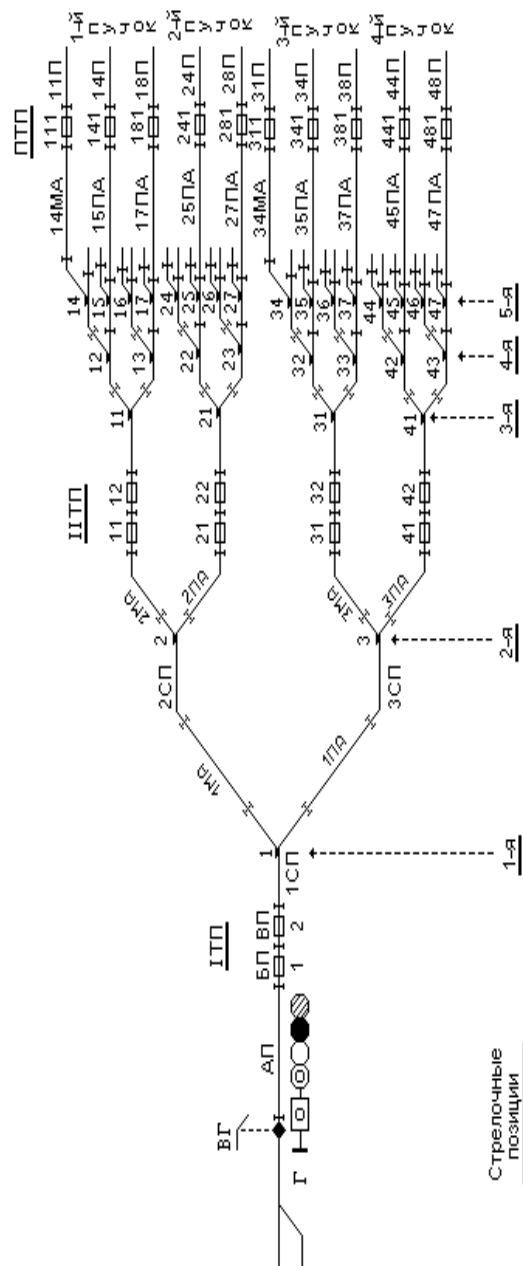 IТП IIТП ПТП
111
14МА 11П
1-й пучок
14
12 15 15ПА 141 14П
11 16
13 17 17ПА 181 18П
11 12
2МА
24
2-й пучок
22 25 25ПА 241 24П
2 2ПА 21 22 21 26
2СП 23 27 27ПА 281 28П
1МА
ВГ АП БП ВП 1
1СП
Г 1 2
311
34МА 31П
3-й пучок
34
1ПА 32 35 35ПА 341 34П
31 32 31 36
33 37 37ПА 381 38П
3МА
3 44
4-й пучок
3СП 3ПА 42 45 45ПА 441 44П
41 42 41 46
43 47 47ПА 481 48П
Стрелочные
позиции
1-я 2-я 3-я 4-я 5-я